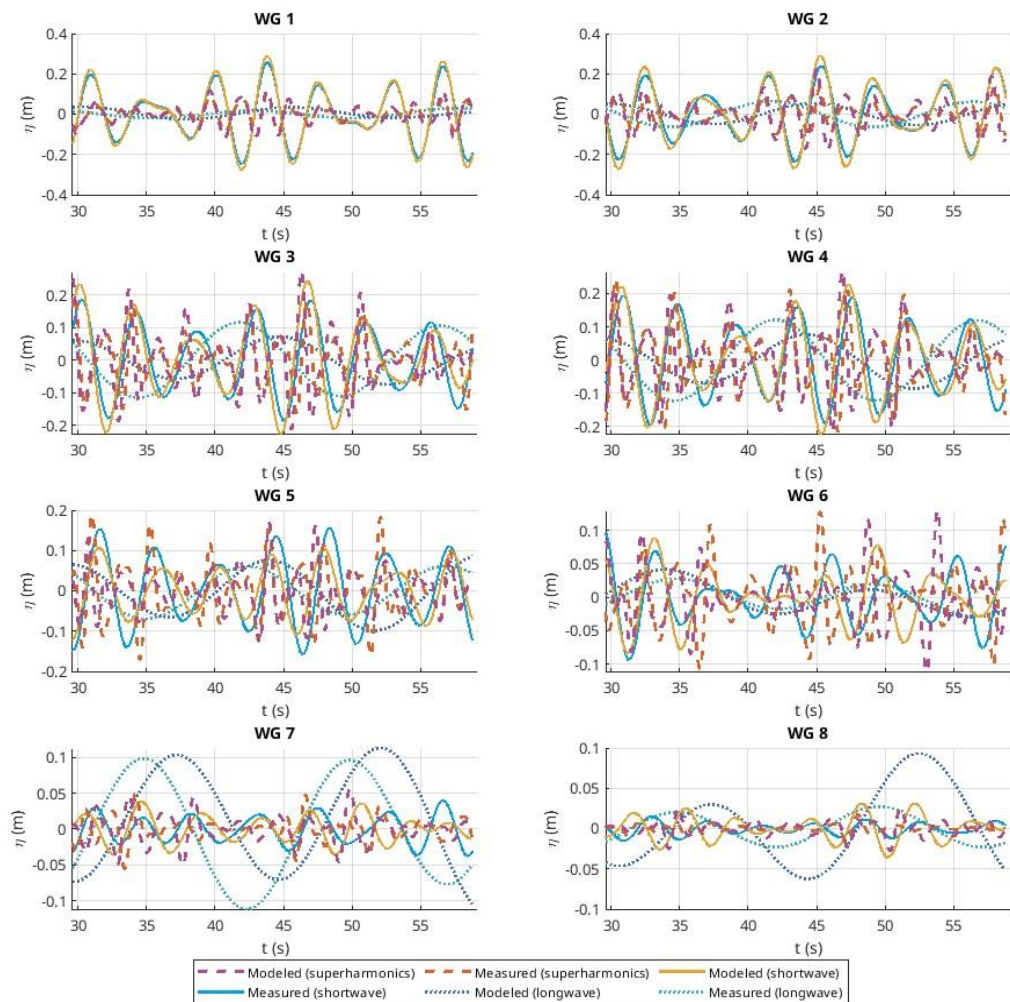 WG 1
0.4
0.2
0
-0.2
-0.4
η (m)
30 35 40 45 50 55
t (s)
WG 2
0.4
0.2
0
-0.2
-0.4
η (m)
30 35 40 45 50 55
t (s)
WG 3
0.2
0.1
0
-0.1
-0.2
η (m)
30 35 40 45 50 55
t (s)
WG 4
0.2
0.1
0
-0.1
-0.2
η (m)
30 35 40 45 50 55
t (s)
WG 5
0.2
0.1
0
-0.1
-0.2
η (m)
30 35 40 45 50 55
t (s)
WG 6
0.1
0.05
0
-0.05
-0.1
η (m)
30 35 40 45 50 55
t (s)
WG 7
0.1
0.05
0
-0.05
-0.1
η (m)
30 35 40 45 50 55
t (s)
WG 8
0.1
0.05
0
-0.05
-0.1
η (m)
30 35 40 45 50 55
t (s)
Modeled (superharmonics) Measured (superharmonics) Modeled (shortwave)
Measured (shortwave) Modeled (longwave) Measured (longwave)